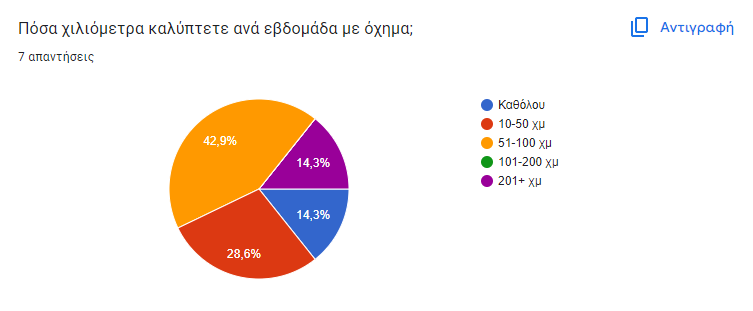 Πόσα χιλιόμετρα καλύπτετε ανά εβδομάδα με όχημα;
Αντιγραφή
7 απαντήσεις
Καθόλου
10-50 χμ
51-100 χμ
101-200 χμ
201+ χμ
42,9%
14,3%
14,3%
28,6%